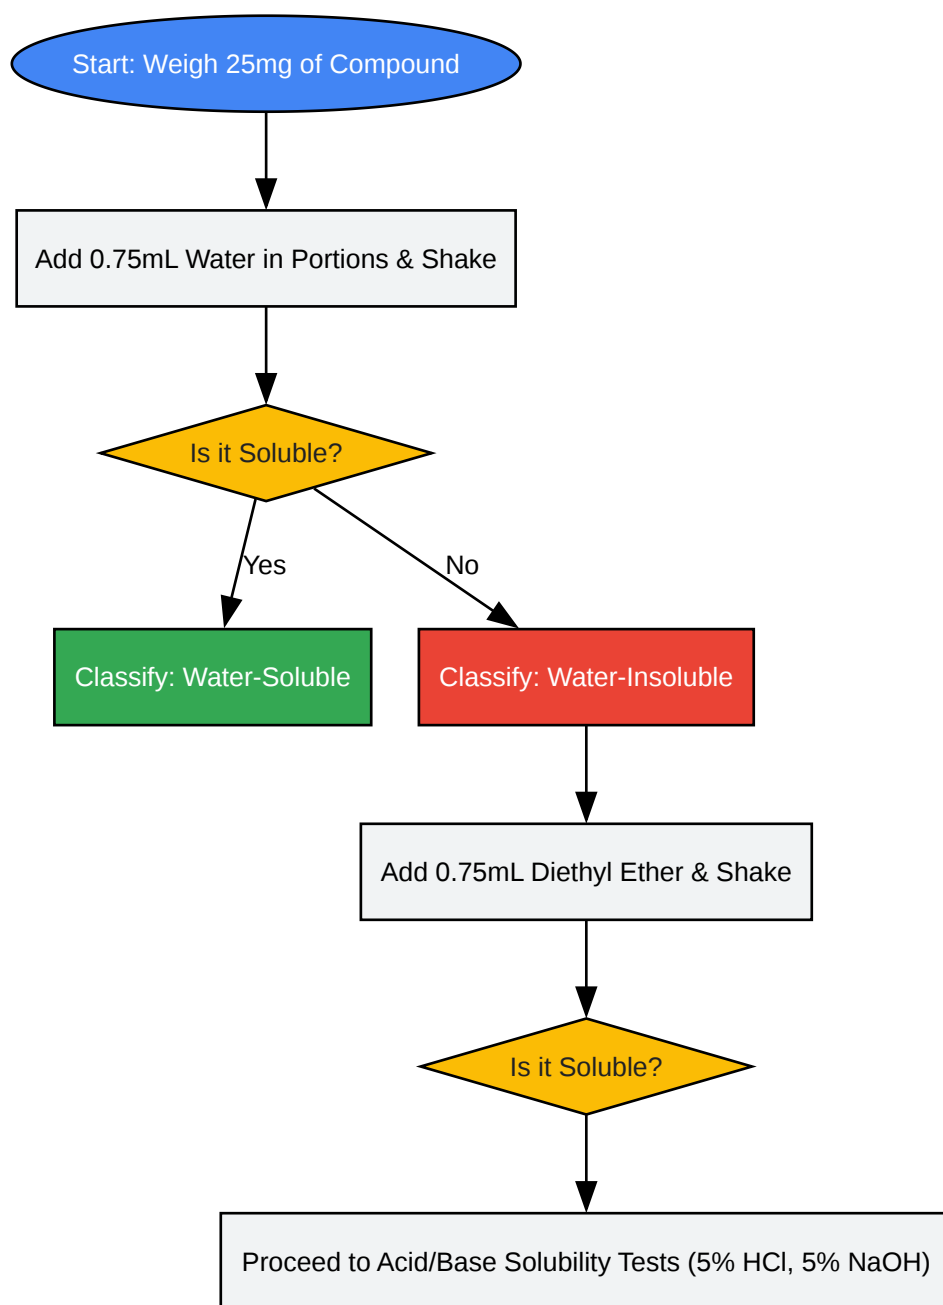 Start: Weigh 25mg of Compound
Add 0.75mL Water in Portions & Shake
Is it Soluble?
Yes
No
Classify: Water-Soluble
Classify: Water-Insoluble
Add 0.75mL Diethyl Ether & Shake
Is it Soluble?
Proceed to Acid/Base Solubility Tests (5% HCl, 5% NaOH)